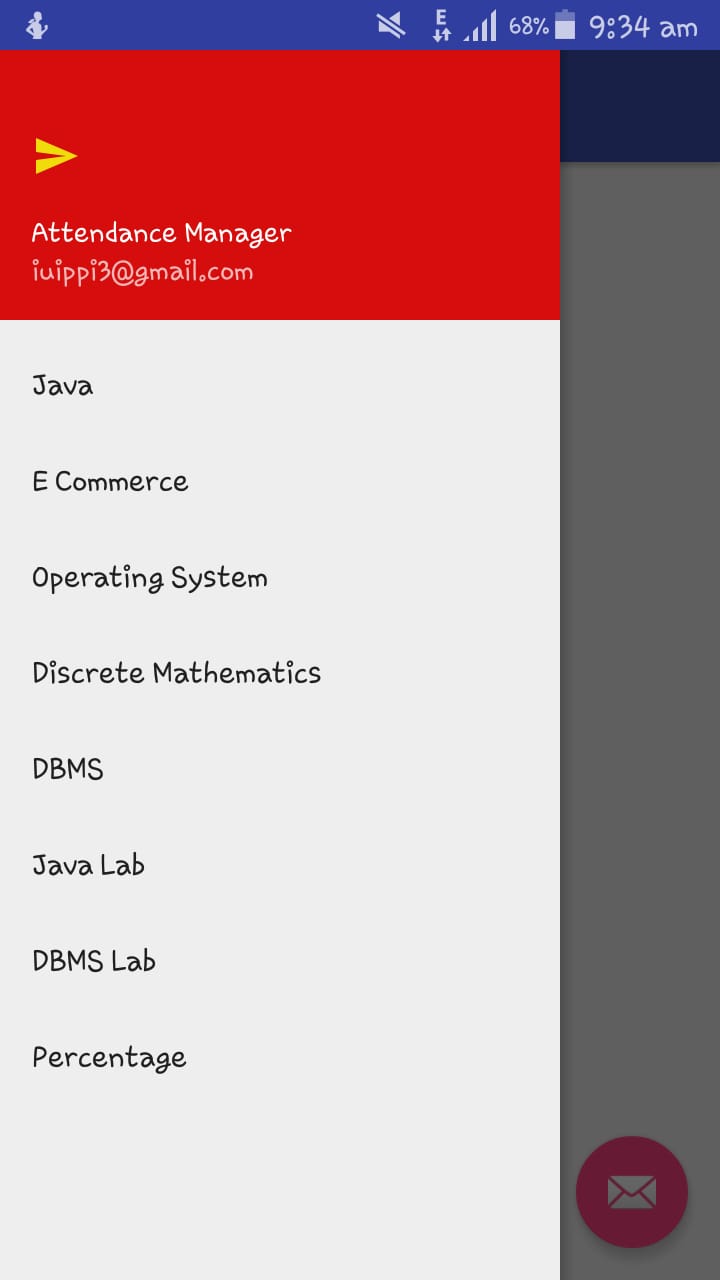 E 68% 9:34 am
Attendance Manager
iuippi3@gmail.com
Java
E Commerce
Operating System
Discrete Mathematics
DBMS
Java Lab
DBMS Lab
Percentage